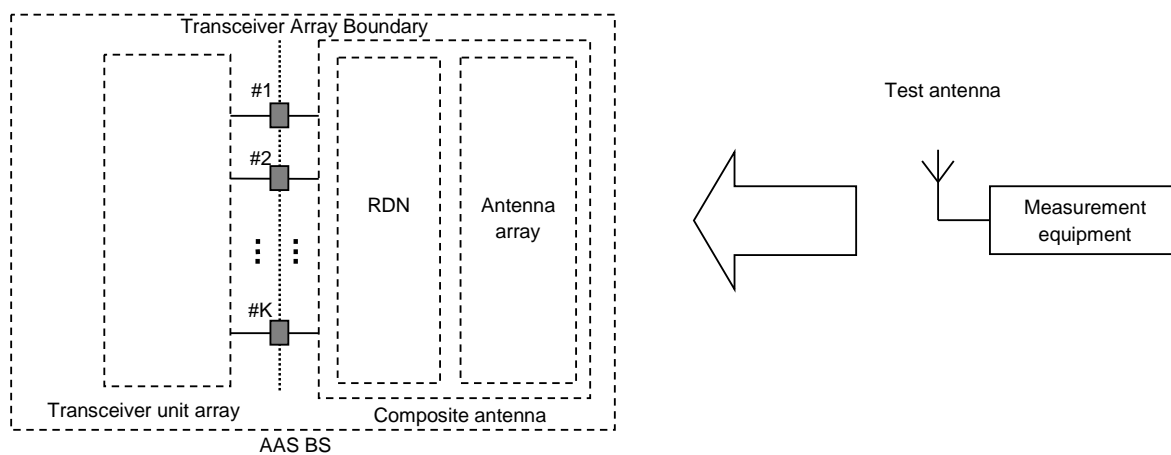 Transceiver Array Boundary
#1
#2
#K
RDN
Antenna
array
Transceiver unit array
Composite antenna
AAS BS
Test antenna
Measurement
equipment